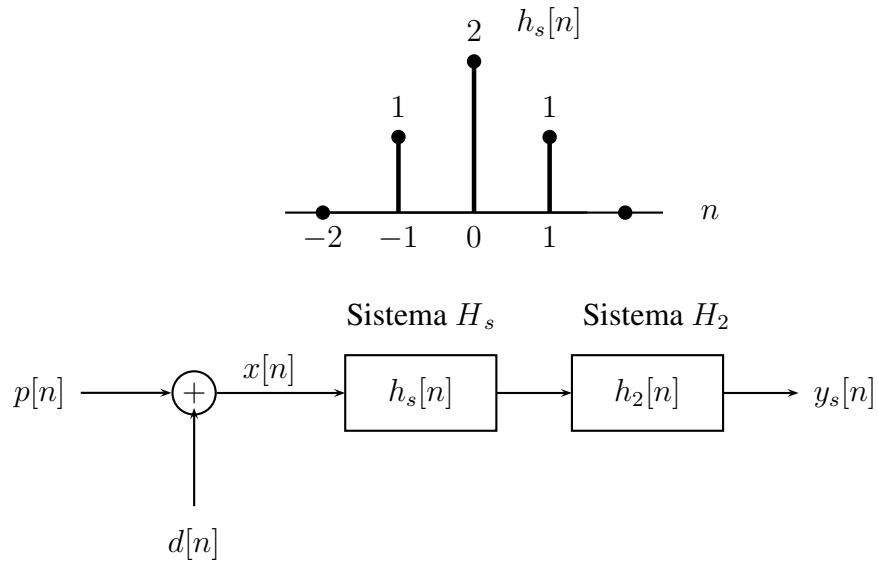 2
h_s[n]
1 1
n
−2 −1 0 1
Sistema H_s Sistema H_2
p[n] + x[n] h_s[n] h_2[n] y_s[n]
d[n]